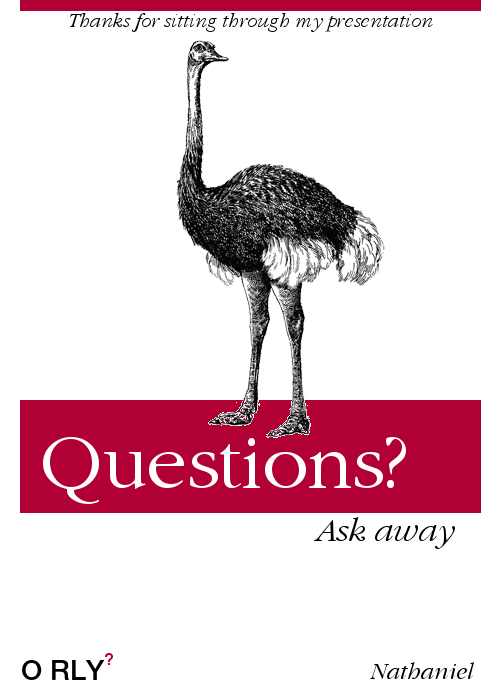 Thanks for sitting through my presentation
Questions?
Ask away
O RLY?
Nathaniel